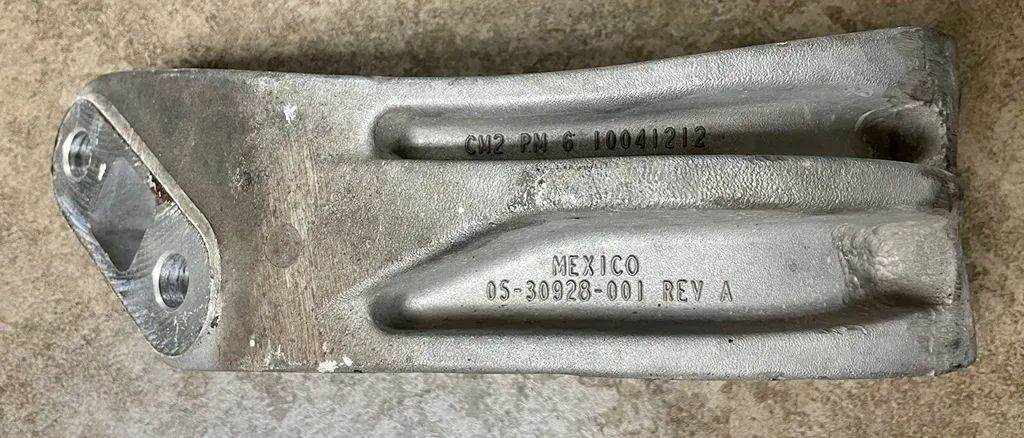 CM2 PM 6 10041212
MEXICO
05-30928-001 REV A